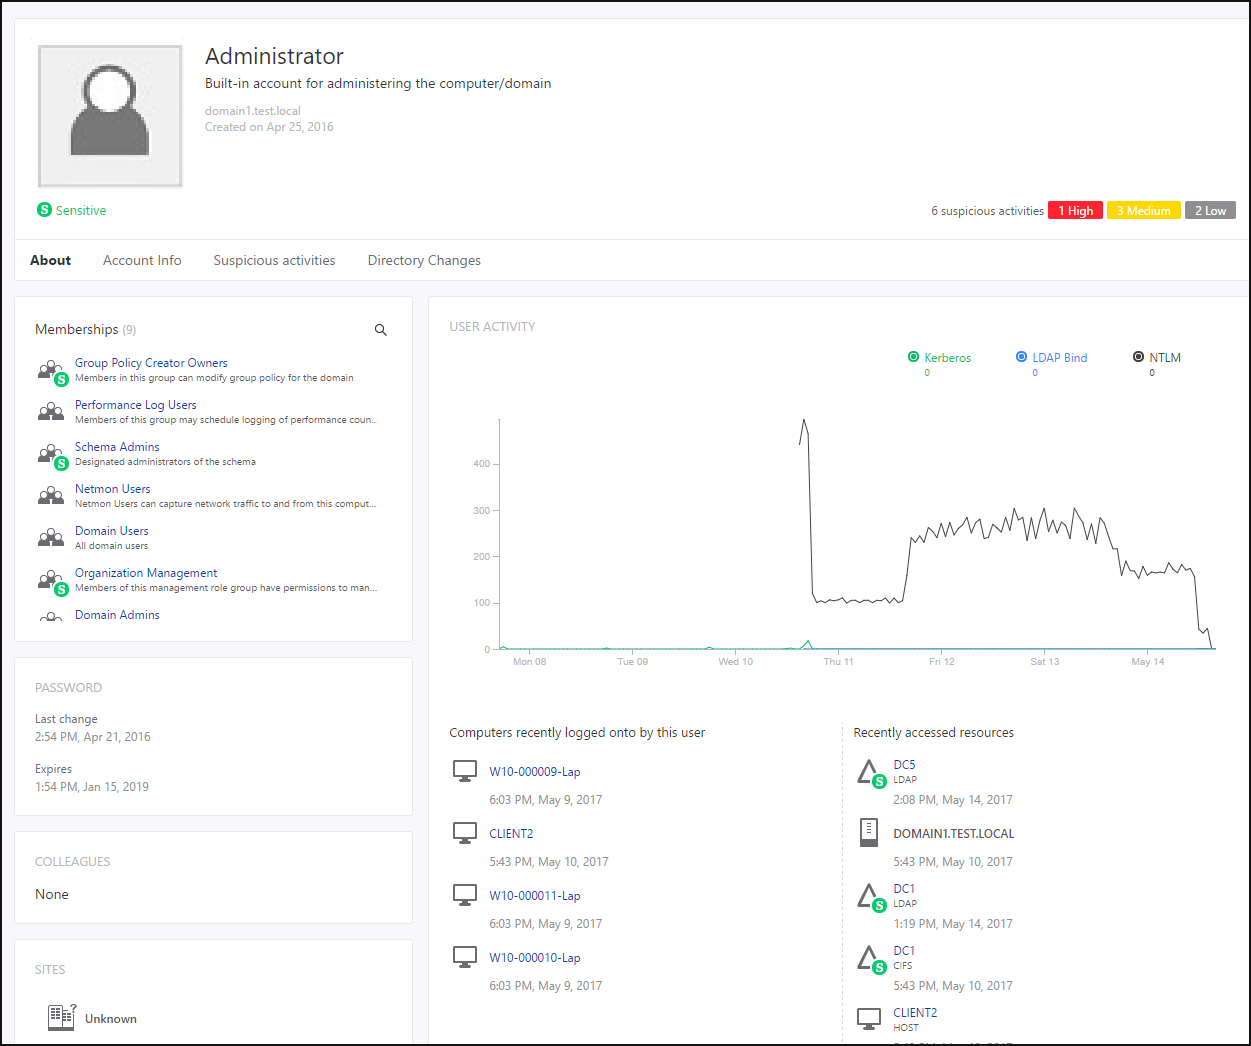 Administrator
Built-in account for administering the computer/domain
domain1.test.local
Created on Apr 25, 2016
S Sensitive
6 suspicious activities 1 High 3 Medium 2 Low
About Account Info Suspicious activities Directory Changes
Memberships (9)
Group Policy Creator Owners
S Members in this group can modify group policy for the domain
Performance Log Users
Members of this group may schedule logging of performance coun..
Schema Admins
S Designated administrators of the schema
Netmon Users
Netmon Users can capture network traffic to and from this comput...
Domain Users
All domain users
Organization Management
S Members of this management role group have permissions to man...
Domain Admins
PASSWORD
Last change
2:54 PM, Apr 21, 2016
Expires
1:54 PM, Jan 15, 2019
COLLEAGUES
None
SITES
? Unknown
USER ACTIVITY
Kerberos LDAP Bind NTLM
0 0 0
400
300
200
100
0
Mon 08 Tue 09 Wed 10 Thu 11 Fri 12 Sat 13 May 14
Computers recently logged onto by this user
W10-000009-Lap
6:03 PM, May 9, 2017
CLIENT2
5:43 PM, May 10, 2017
W10-000011-Lap
6:03 PM, May 9, 2017
W10-000010-Lap
6:03 PM, May 9, 2017
Recently accessed resources
DC5
S LDAP
2:08 PM, May 14, 2017
DOMAIN1.TEST.LOCAL
5:43 PM, May 10, 2017
DC1
S LDAP
1:19 PM, May 14, 2017
DC1
S CIFS
5:43 PM, May 10, 2017
CLIENT2
HOST